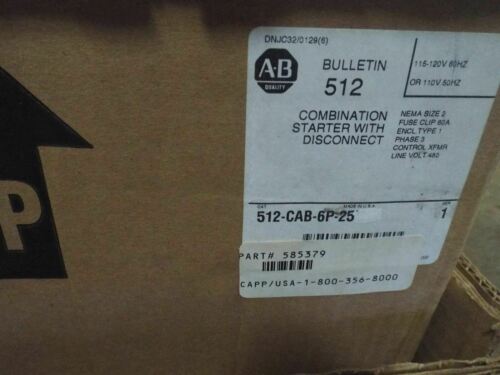 DNJC32/0129(6)
A-B
QUALITY
BULLETIN
512
115-120V 60HZ
OR 110V-50HZ
COMBINATION
STARTER WITH
DISCONNECT
NEMA SIZE 2
FUSE CLIP 60A
ENCL TYPE 1
PHASE 3
CONTROL XFMR
LINE VOLT 480
CAT
MADE IN U.S.A.
SER
512-CAB-6P-25
1
PART# 585379
CAPP/USA-1-800-356-8000
P